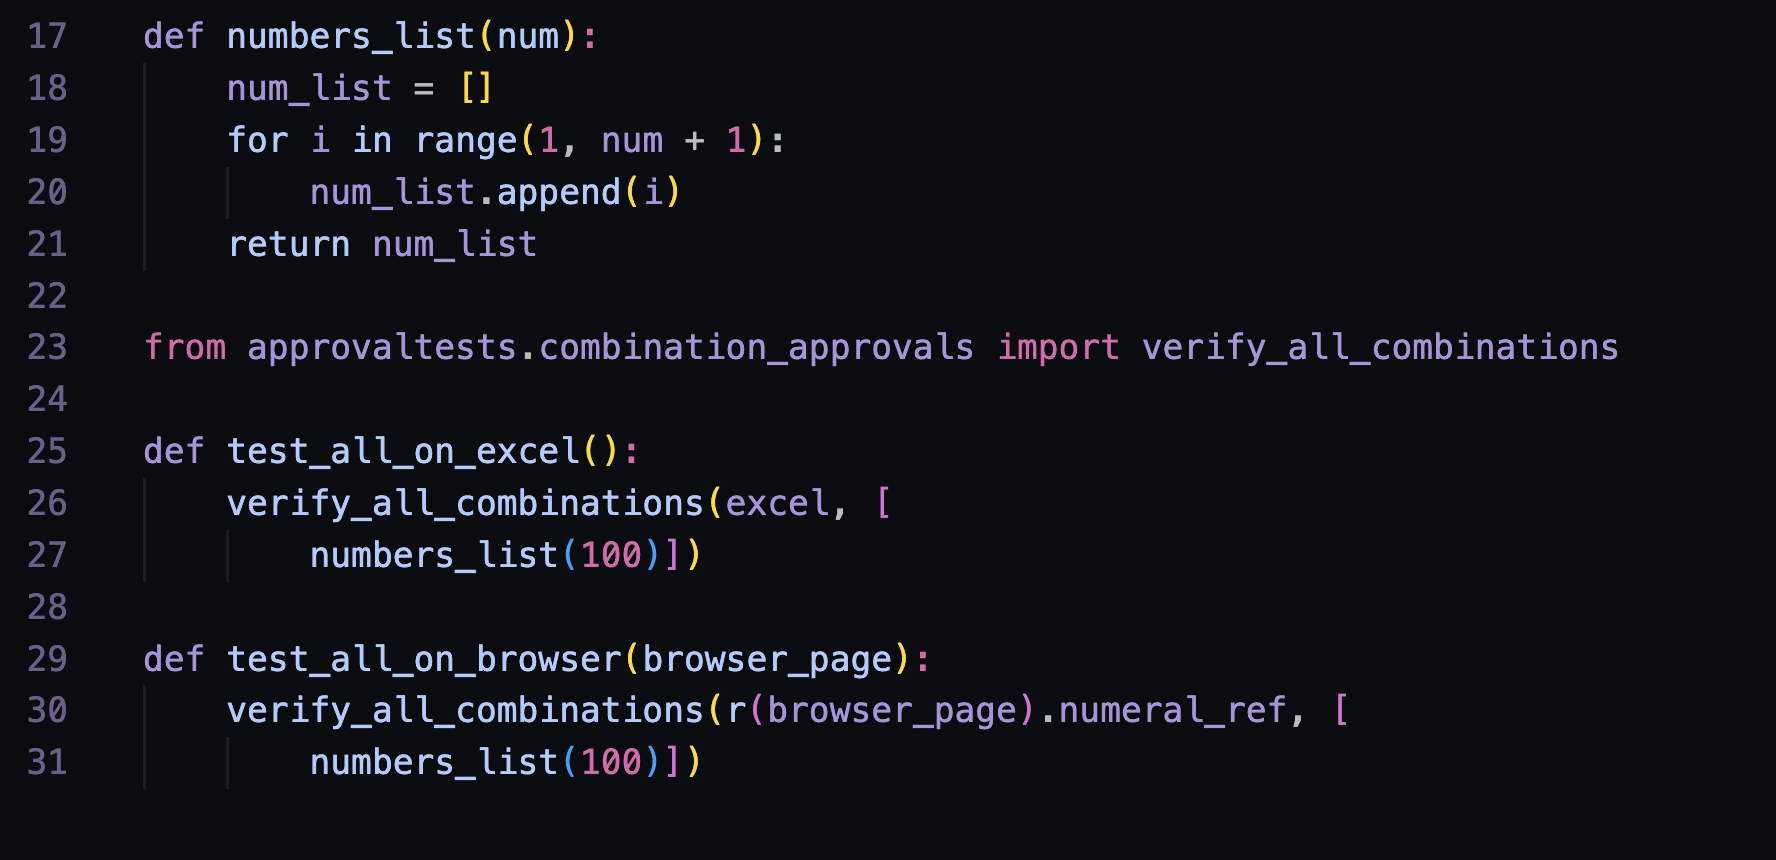 17 def numbers_list(num):
18     num_list = []
19     for i in range(1, num + 1):
20         num_list.append(i)
21     return num_list
22
23 from approvaltests.combination_approvals import verify_all_combinations
24
25 def test_all_on_excel():
26     verify_all_combinations(excel, [
27         numbers_list(100)])
28
29 def test_all_on_browser(browser_page):
30     verify_all_combinations(r(browser_page).numeral_ref, [
31         numbers_list(100)])